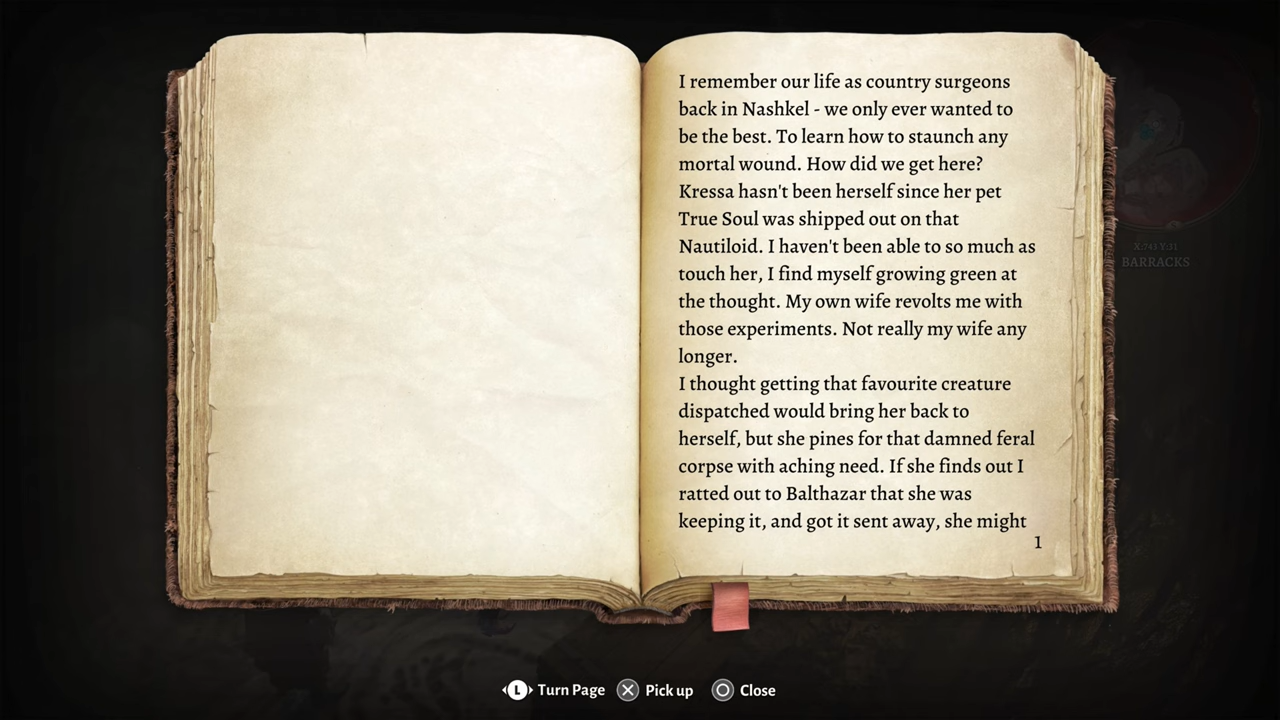 I remember our life as country surgeons
back in Nashkel - we only ever wanted to
be the best. To learn how to staunch any
mortal wound. How did we get here?
Kressa hasn't been herself since her pet
True Soul was shipped out on that
Nautiloid. I haven't been able to so much as
touch her, I find myself growing green at
the thought. My own wife revolts me with
those experiments. Not really my wife any
longer.
I thought getting that favourite creature
dispatched would bring her back to
herself, but she pines for that damned feral
corpse with aching need. If she finds out I
ratted out to Balthazar that she was
keeping it, and got it sent away, she might
1
X:743 Y:31
BARRACKS
L Turn Page Pick up Close